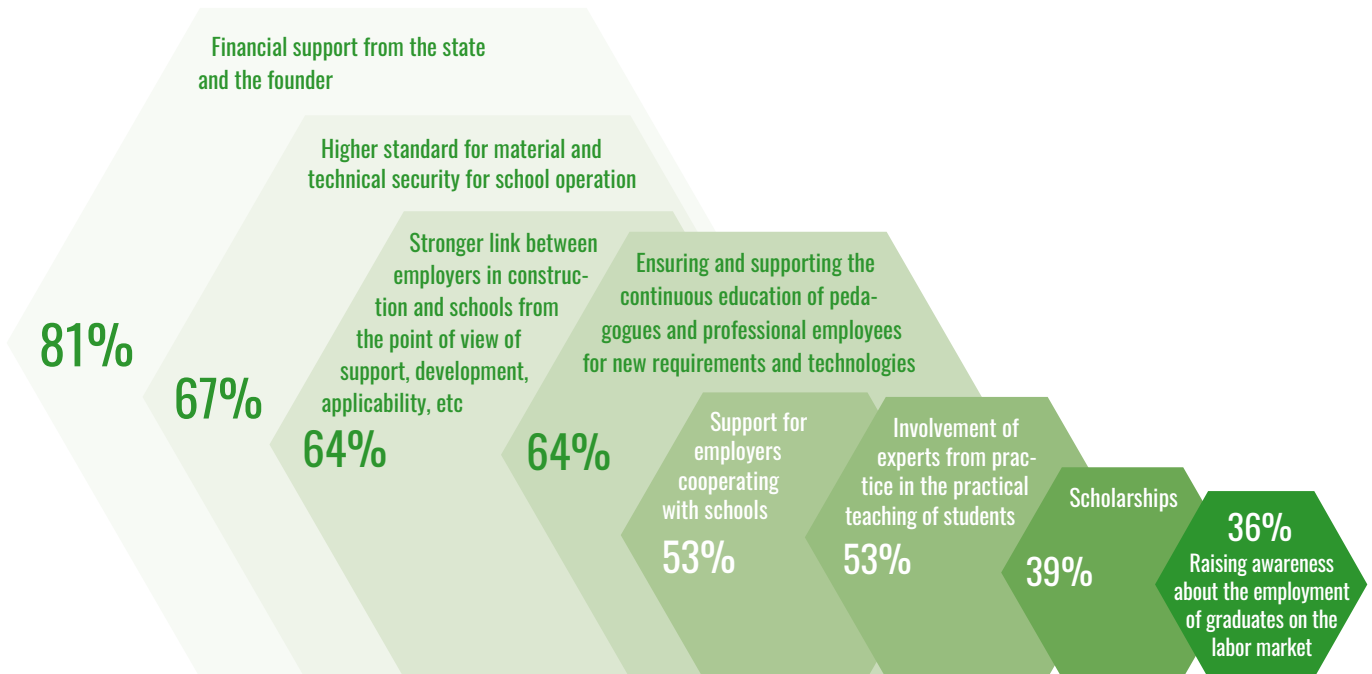 Financial support from the state
and the founder
81%
Higher standard for material and
technical security for school operation
67%
Stronger link between
employers in construc-
tion and schools from
the point of view of
support, development,
applicability, etc
64%
Ensuring and supporting the
continuous education of peda-
gogues and professional employees
for new requirements and technologies
64%
Support for
employers
cooperating
with schools
53%
Involvement of
experts from prac-
tice in the practical
teaching of students
53%
Scholarships
39%
36%
Raising awareness
about the employment
of graduates on the
labor market